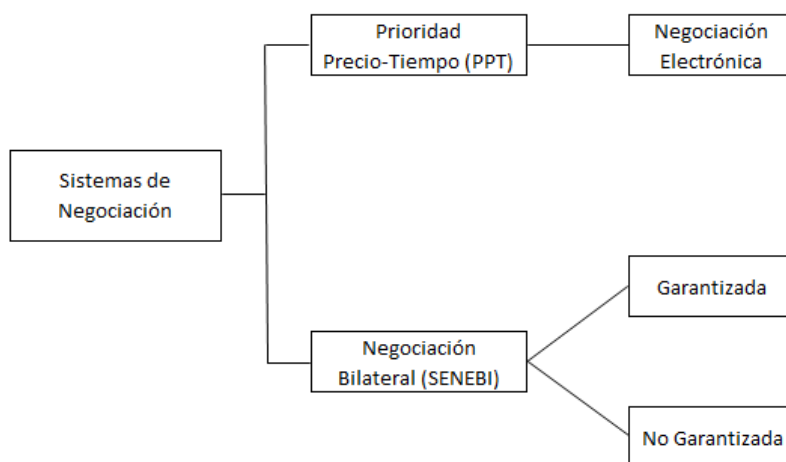 Prioridad
Precio-Tiempo (PPT)
Negociación
Electrónica
Sistemas de
Negociación
Garantizada
Negociación
Bilateral (SENEBI)
No Garantizada